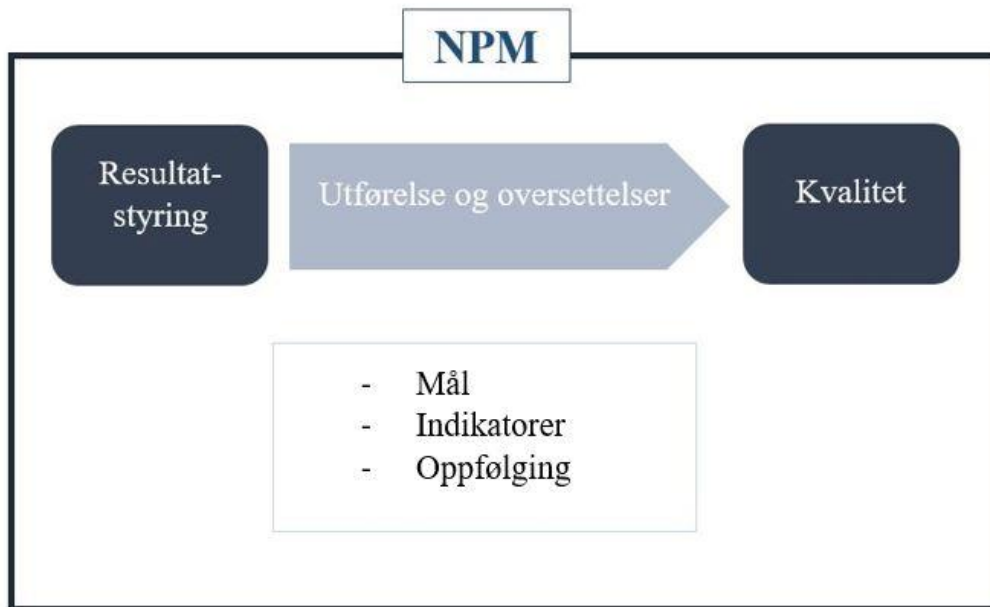 NPM
Resultat-
styring
Utførelse og oversettelser
Kvalitet
- Mål
- Indikatorer
- Oppfølging